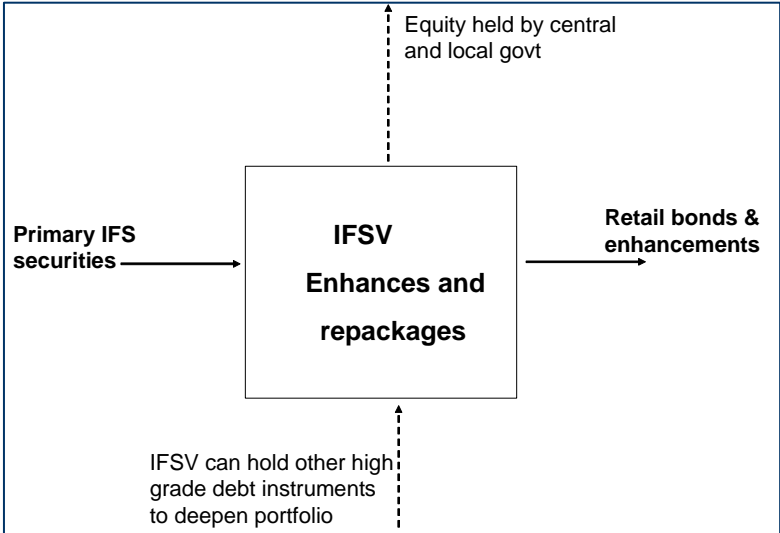 Equity held by central
and local govt
Primary IFS
securities
IFSV
Enhances and
repackages
Retail bonds &
enhancements
IFSV can hold other high
grade debt instruments
to deepen portfolio